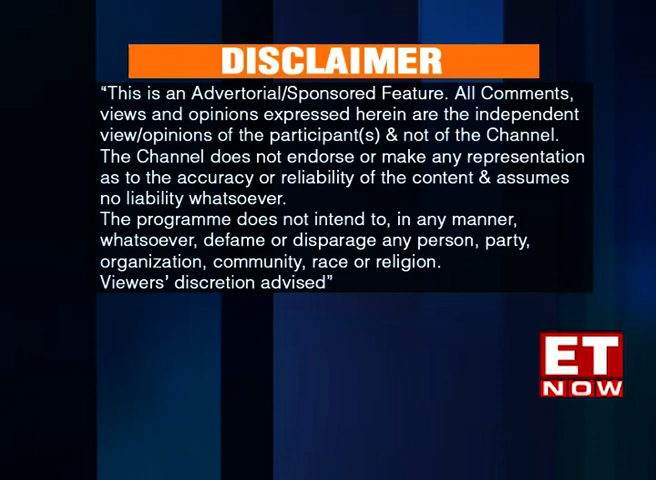 DISCLAIMER
“This is an Advertorial/Sponsored Feature. All Comments,
views and opinions expressed herein are the independent
view/opinions of the participant(s) & not of the Channel.
The Channel does not endorse or make any representation
as to the accuracy or reliability of the content & assumes
no liability whatsoever.
The programme does not intend to, in any manner,
whatsoever, defame or disparage any person, party,
organization, community, race or religion.
Viewers’ discretion advised”
ET
NOW